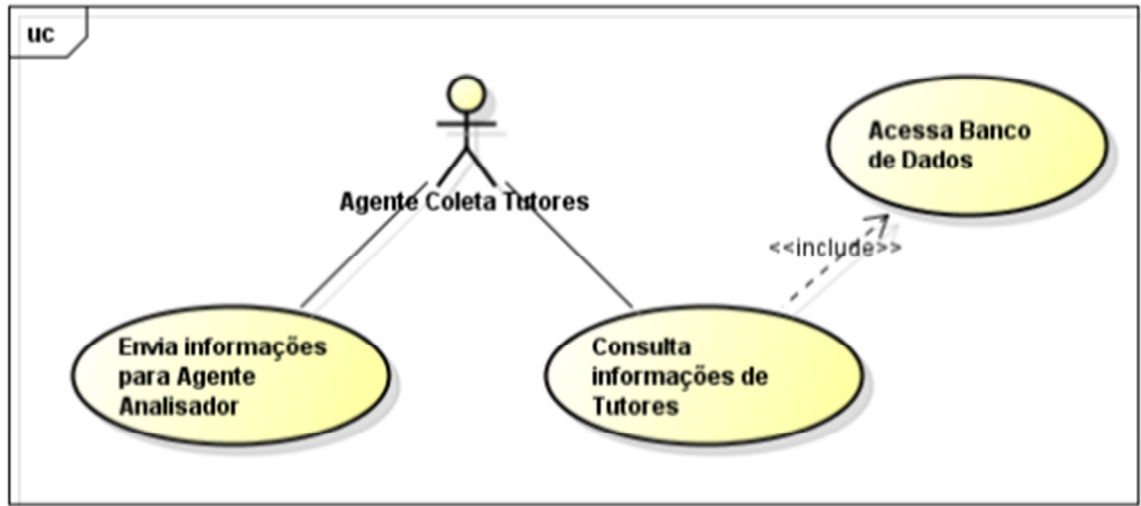 uc
Acessa Banco
de Dados
Agente Coleta Tutores
<<include>>
Envia informações
para Agente
Analisador
Consulta
informações de
Tutores